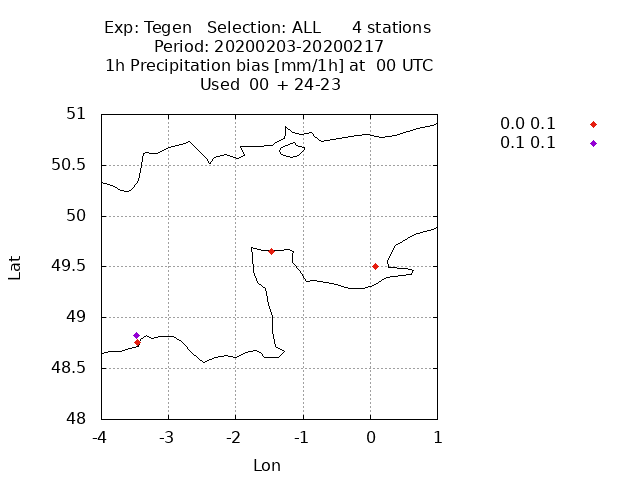 Exp: Tegen   Selection: ALL      4 stations
Period: 20200203-20200217
1h Precipitation bias [mm/1h] at  00 UTC
Used  00 + 24-23
0.0 0.1
0.1 0.1
51
50.5
50
49.5
49
48.5
48
Lat
-4 -3 -2 -1 0 1
Lon